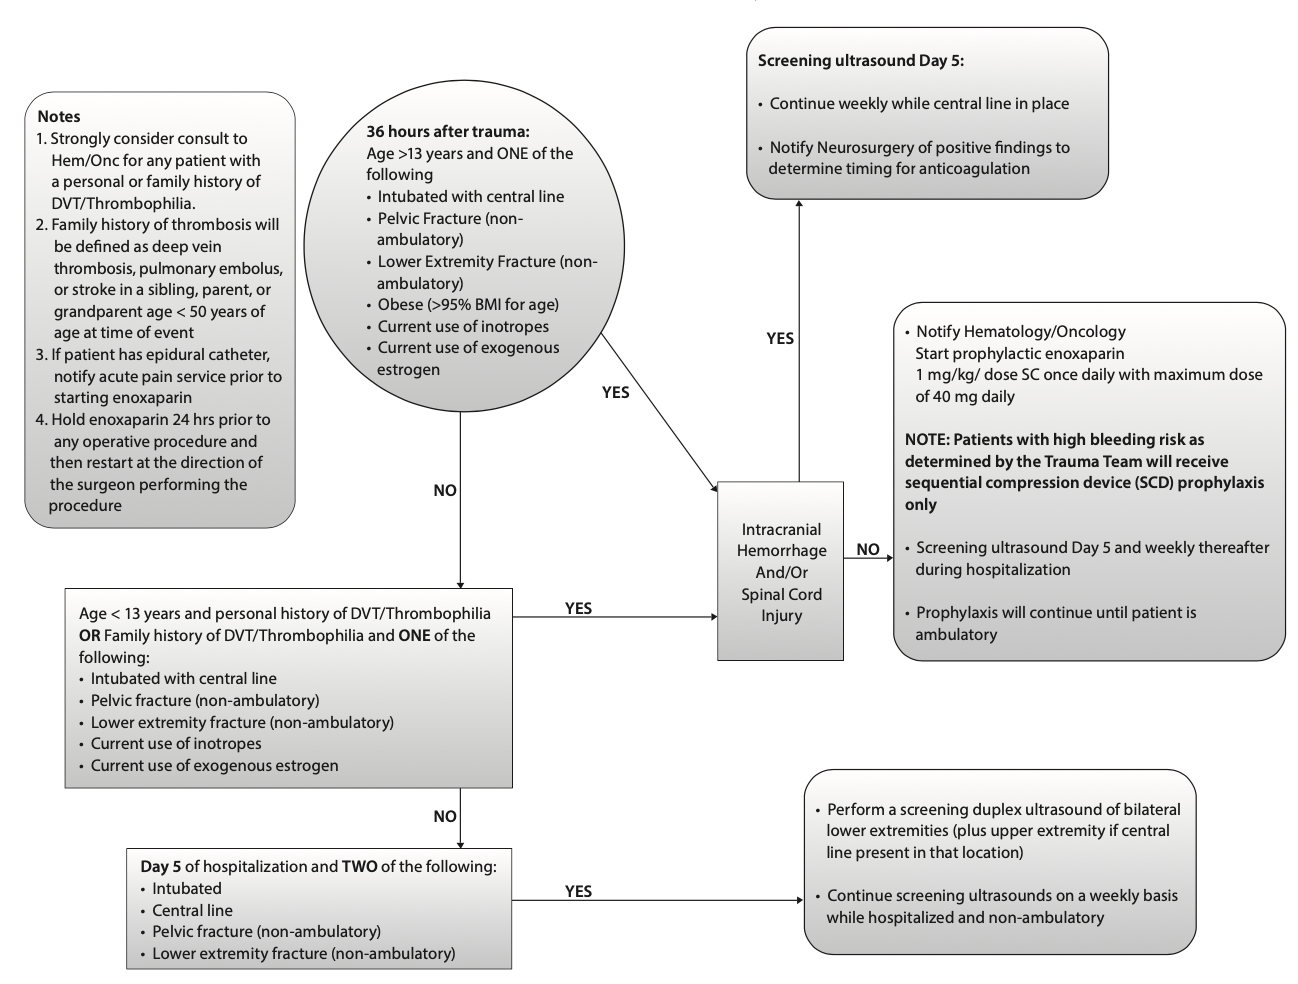 Notes
1. Strongly consider consult to
Hem/Onc for any patient with
a personal or family history of
DVT/Thrombophilia.
2. Family history of thrombosis will
be defined as deep vein
thrombosis, pulmonary embolus,
or stroke in a sibling, parent, or
grandparent age < 50 years of
age at time of event
3. If patient has epidural catheter,
notify acute pain service prior to
starting enoxaparin
4. Hold enoxaparin 24 hrs prior to
any operative procedure and
then restart at the direction of
the surgeon performing the
procedure
36 hours after trauma:
Age >13 years and ONE of the
following
• Intubated with central line
• Pelvic Fracture (non-
ambulatory)
• Lower Extremity Fracture (non-
ambulatory)
• Obese (>95% BMI for age)
• Current use of inotropes
• Current use of exogenous
estrogen
YES
NO
Screening ultrasound Day 5:
• Continue weekly while central line in place
• Notify Neurosurgery of positive findings to
determine timing for anticoagulation
YES
Intracranial
Hemorrhage
And/Or
Spinal Cord
Injury
NO
• Notify Hematology/Oncology
Start prophylactic enoxaparin
1 mg/kg/ dose SC once daily with maximum dose
of 40 mg daily
NOTE: Patients with high bleeding risk as
determined by the Trauma Team will receive
sequential compression device (SCD) prophylaxis
only
• Screening ultrasound Day 5 and weekly thereafter
during hospitalization
• Prophylaxis will continue until patient is
ambulatory
Age < 13 years and personal history of DVT/Thrombophilia
OR Family history of DVT/Thrombophilia and ONE of the
following:
• Intubated with central line
• Pelvic fracture (non-ambulatory)
• Lower extremity fracture (non-ambulatory)
• Current use of inotropes
• Current use of exogenous estrogen
YES
NO
Day 5 of hospitalization and TWO of the following:
• Intubated
• Central line
• Pelvic fracture (non-ambulatory)
• Lower extremity fracture (non-ambulatory)
YES
• Perform a screening duplex ultrasound of bilateral
lower extremities (plus upper extremity if central
line present in that location)
• Continue screening ultrasounds on a weekly basis
while hospitalized and non-ambulatory